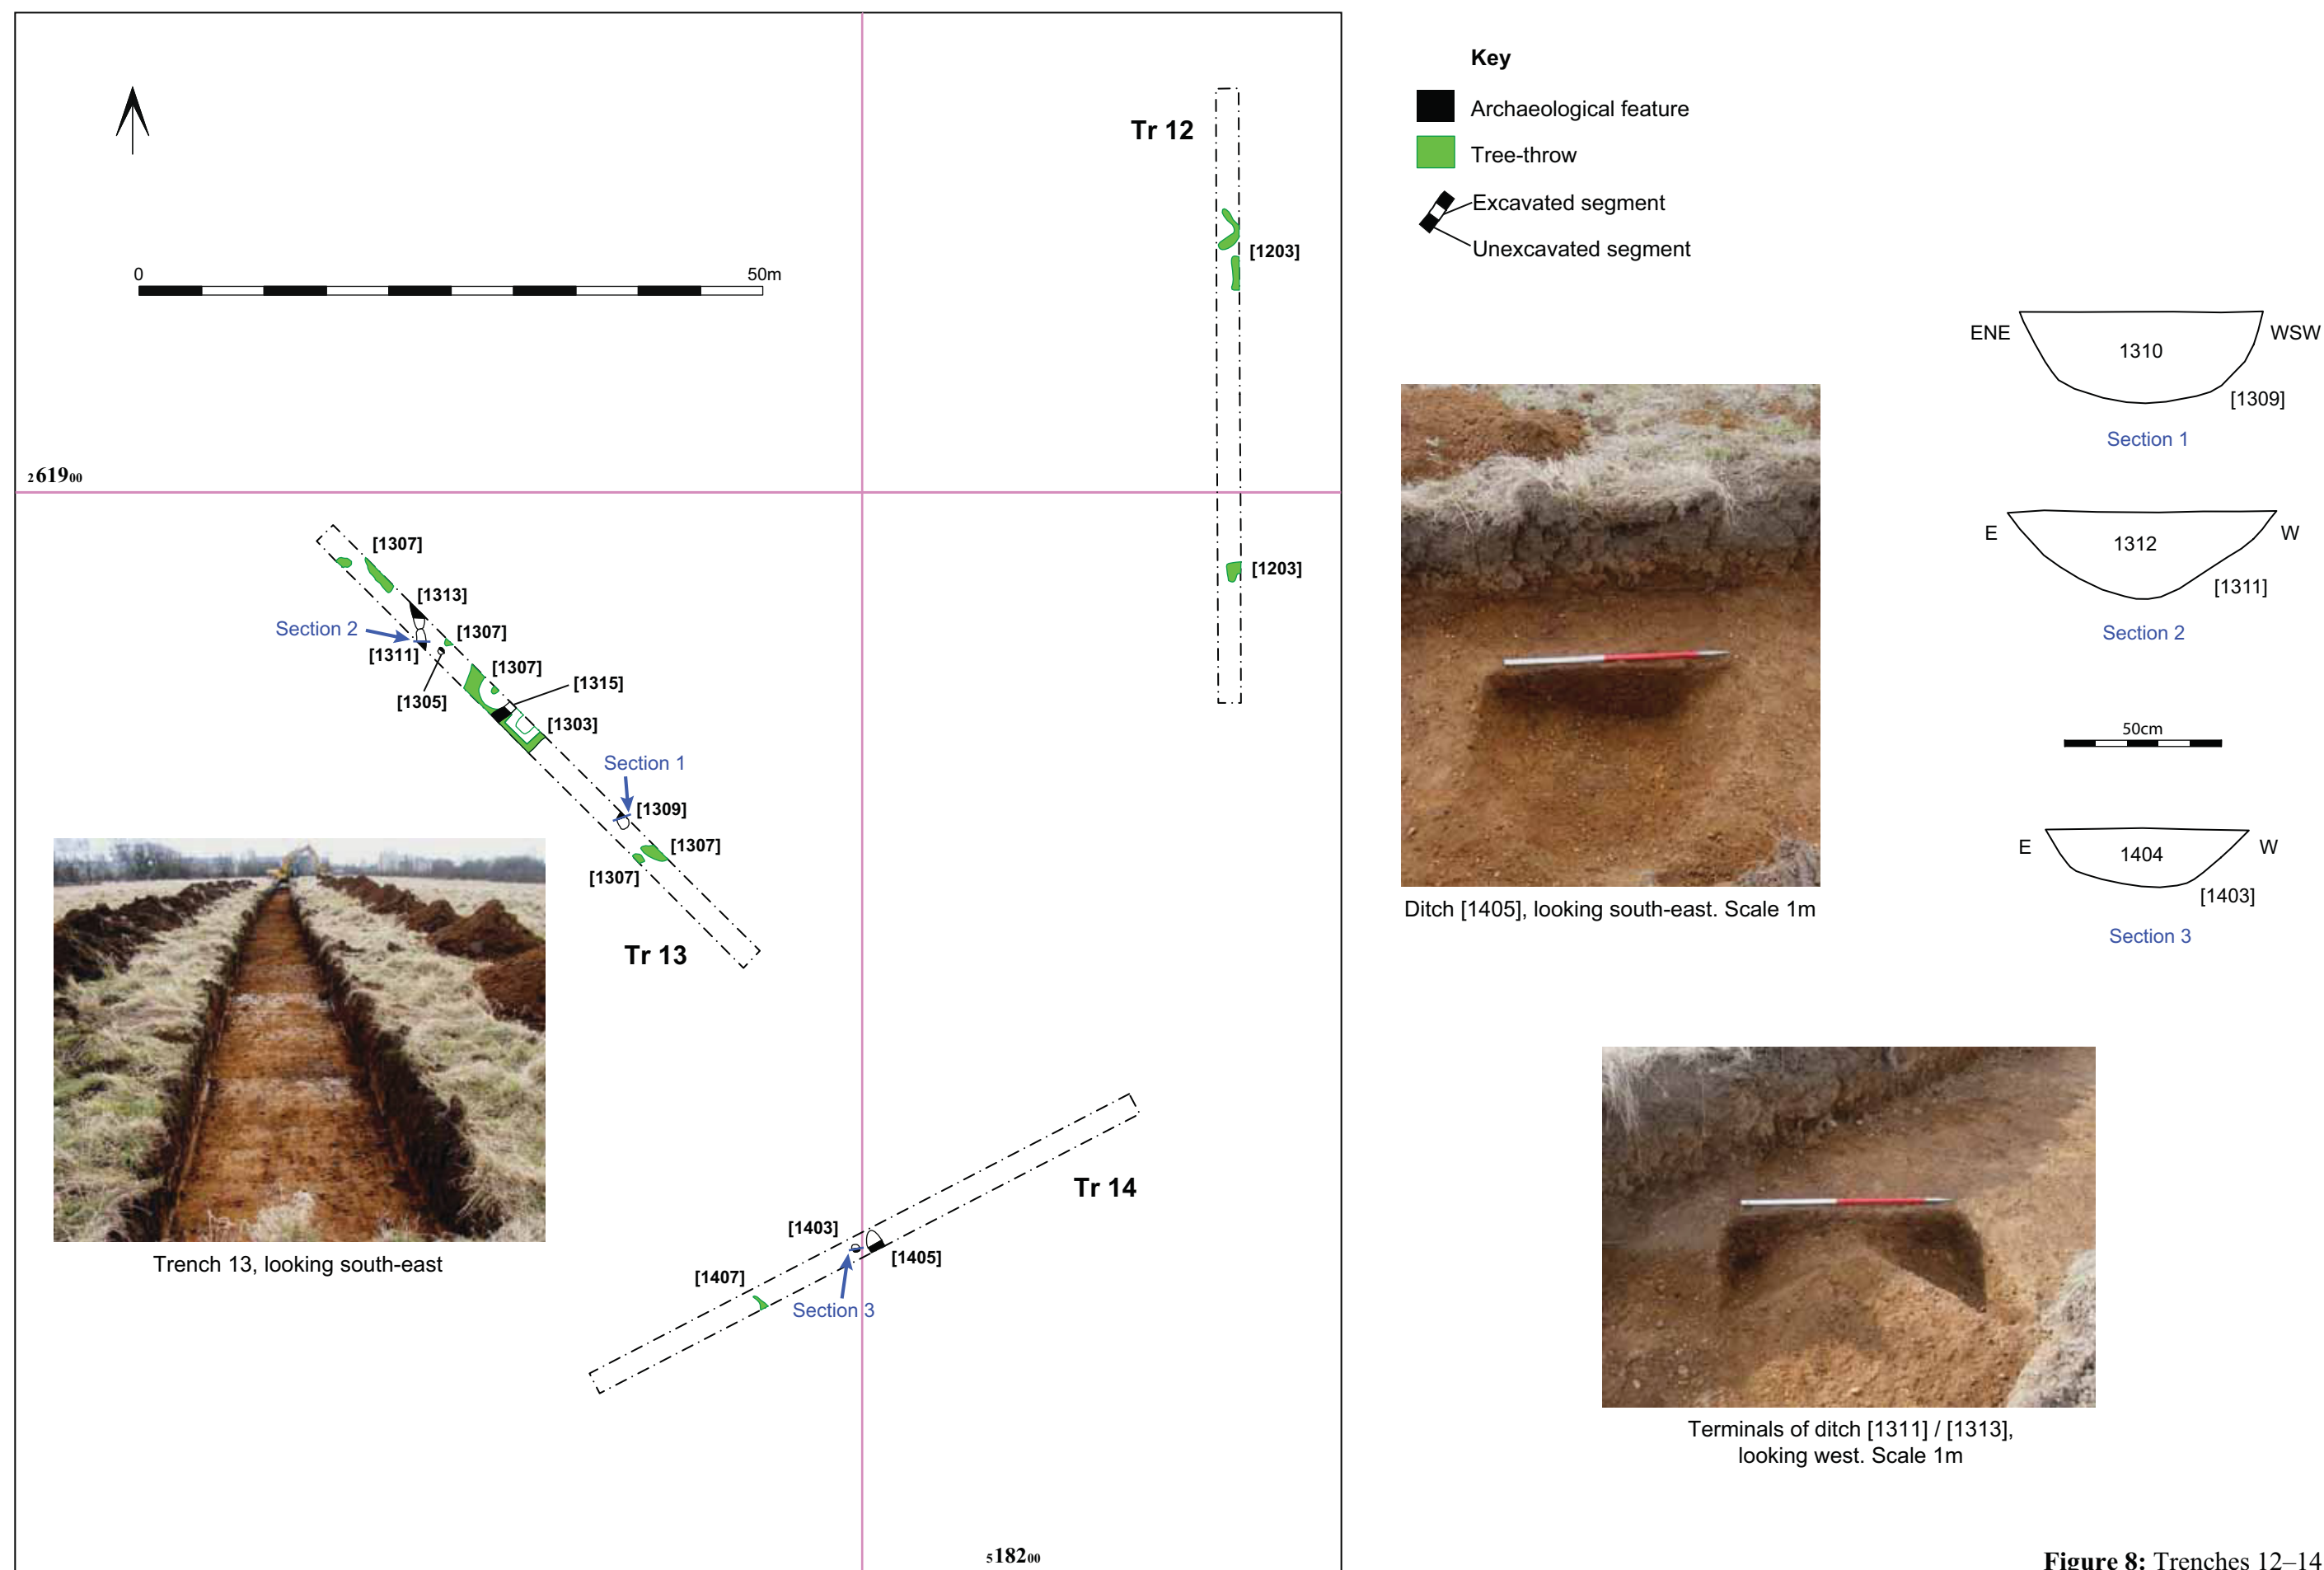 Key
Archaeological feature
Tree-throw
Excavated segment
Unexcavated segment
Tr 12
[1203]
[1203]
0 50m
261900
[1307]
[1313]
Section 2
[1307]
[1311]
[1307]
[1305]
[1315]
[1303]
Section 1
[1309]
[1307]
[1307]
Tr 13
Trench 13, looking south-east
Tr 14
[1403]
[1405]
[1407]
Section 3
518200
ENE
WSW
1310
[1309]
Section 1
E
W
1312
[1311]
Section 2
50cm
E
W
1404
[1403]
Section 3
Ditch [1405], looking south-east. Scale 1m
Terminals of ditch [1311] / [1313],
looking west. Scale 1m
Figure 8: Trenches 12–14